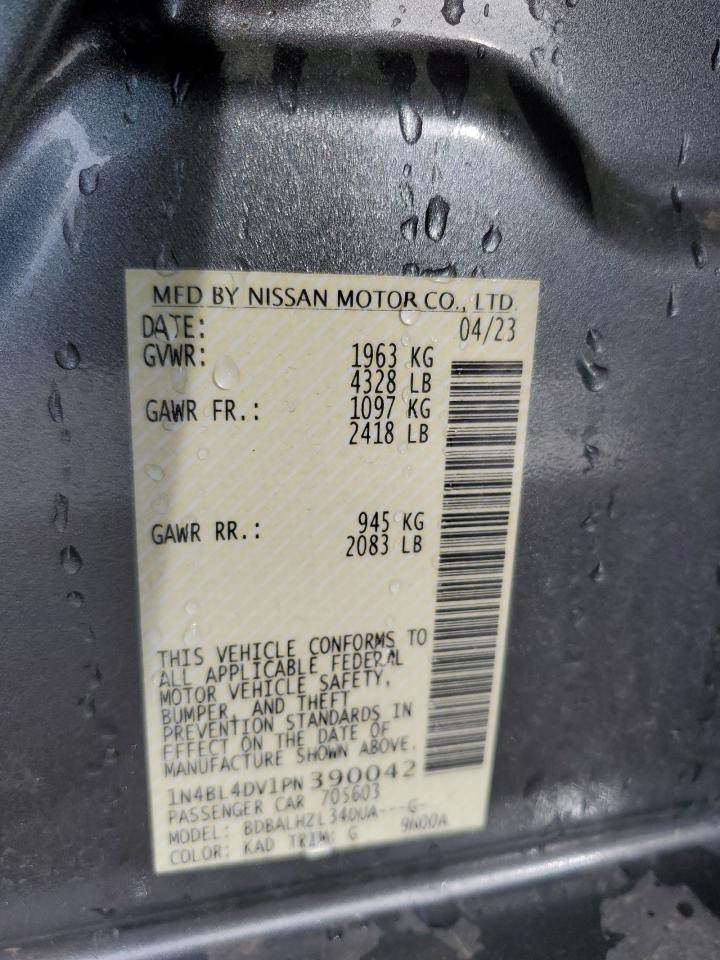 MFD BY NISSAN MOTOR CO., LTD.
DATE: 04/23
GVWR: 1963 KG
4328 LB
GAWR FR.: 1097 KG
2418 LB
GAWR RR.: 945 KG
2083 LB
THIS VEHICLE CONFORMS TO
ALL APPLICABLE FEDERAL
MOTOR VEHICLE SAFETY,
BUMPER, AND THEFT
PREVENTION STANDARDS IN
EFFECT ON THE DATE OF
MANUFACTURE SHOWN ABOVE.
1N4BL4DV1PN390042
PASSENGER CAR 705603
MODEL: BDBALHZL34DUA---G-
COLOR: KAD TRIM: G 9600A